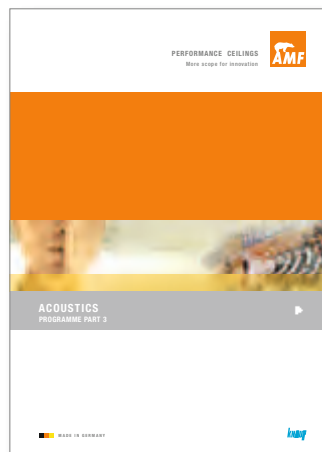 PERFORMANCE CEILINGS
More scope for innovation
AMF
ACOUSTICS
PROGRAMME PART 3
MADE IN GERMANY
knauf